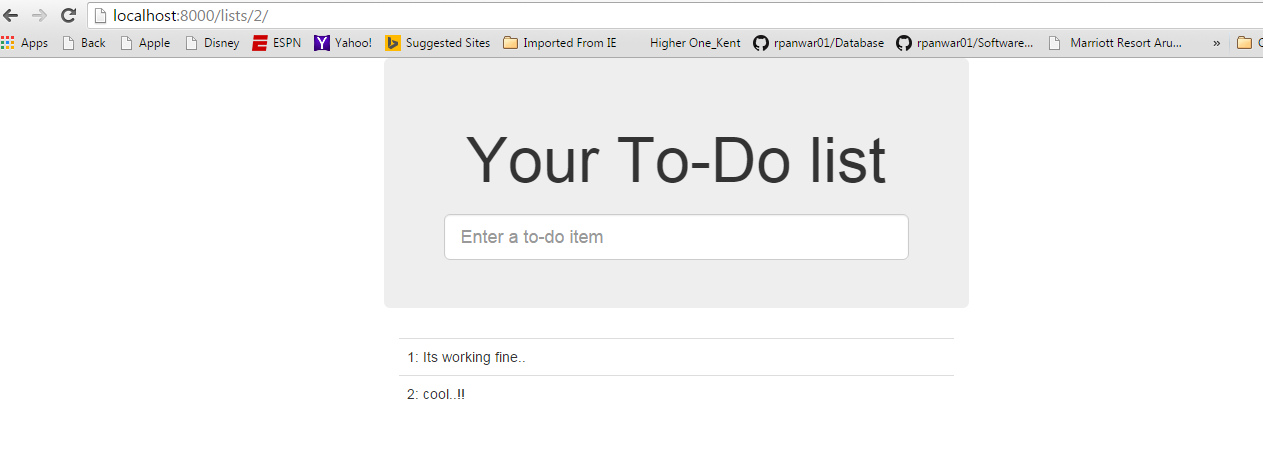 localhost:8000/lists/2/
Apps Back Apple Disney ESPN Yahoo! Suggested Sites Imported From IE Higher One_Kent rpanwar01/Database rpanwar01/Software... Marriott Resort Aru... »
Your To-Do list
Enter a to-do item
1: Its working fine..
2: cool..!!